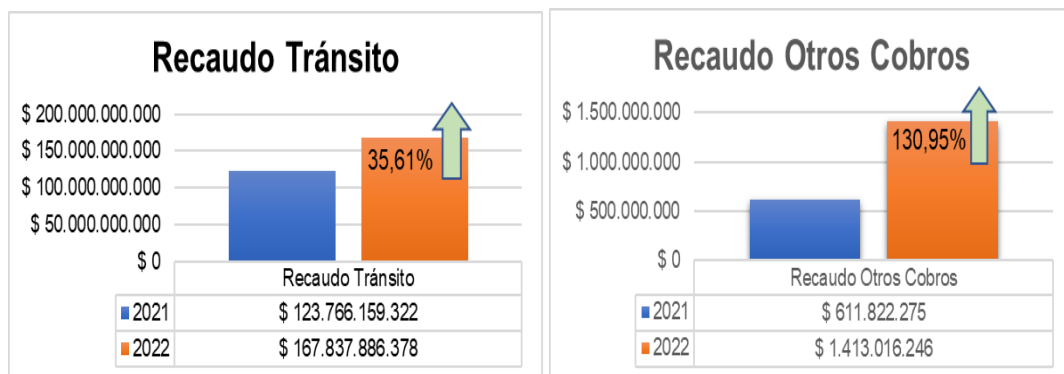 Recaudo Tránsito
$ 200.000.000.000
$ 150.000.000.000
$ 100.000.000.000
$ 50.000.000.000
$ 0
35,61%
Recaudo Tránsito
2021 $ 123.766.159.322
2022 $ 167.837.886.378
Recaudo Otros Cobros
$ 1.500.000.000
$ 1.000.000.000
$ 500.000.000
$ 0
130,95%
Recaudo Otros Cobros
2021 $ 611.822.275
2022 $ 1.413.016.246